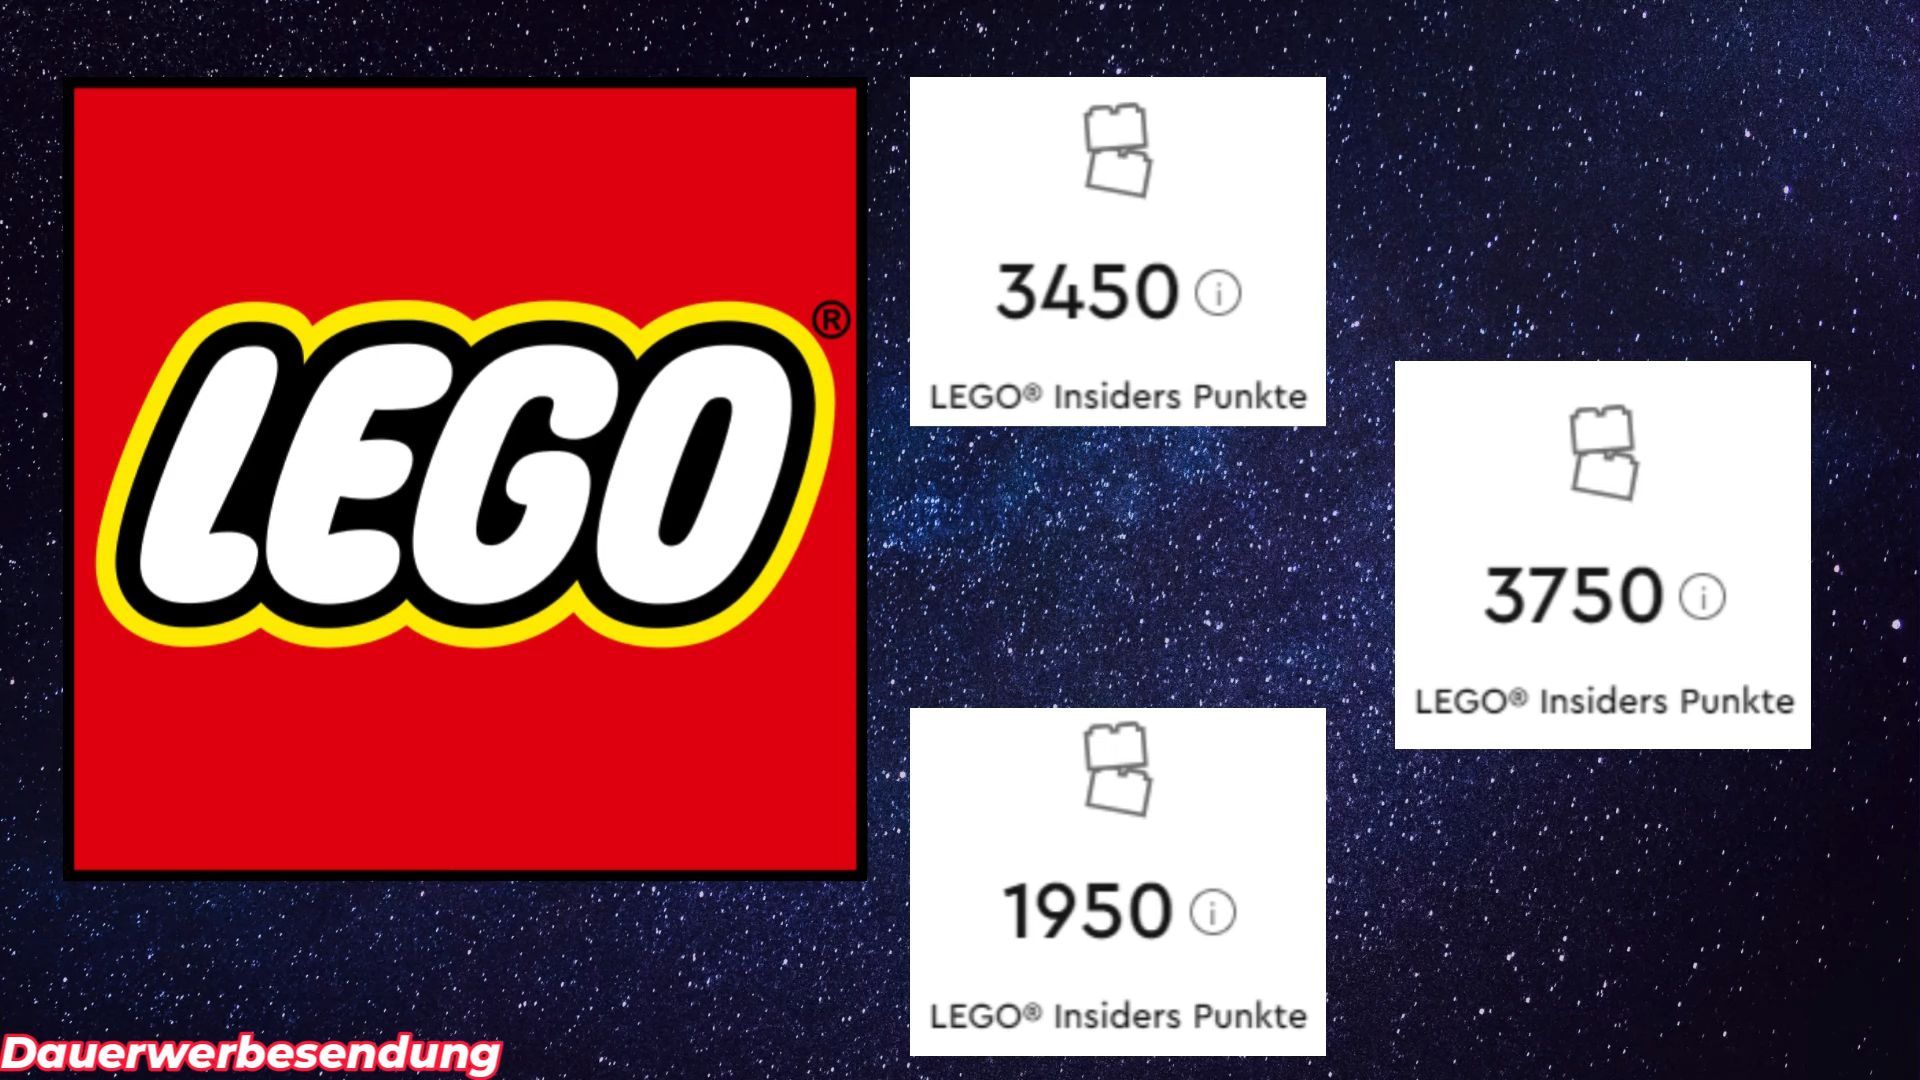 LEGO®
3450
LEGO® Insiders Punkte
3750
LEGO® Insiders Punkte
1950
LEGO® Insiders Punkte
Dauerwerbesendung